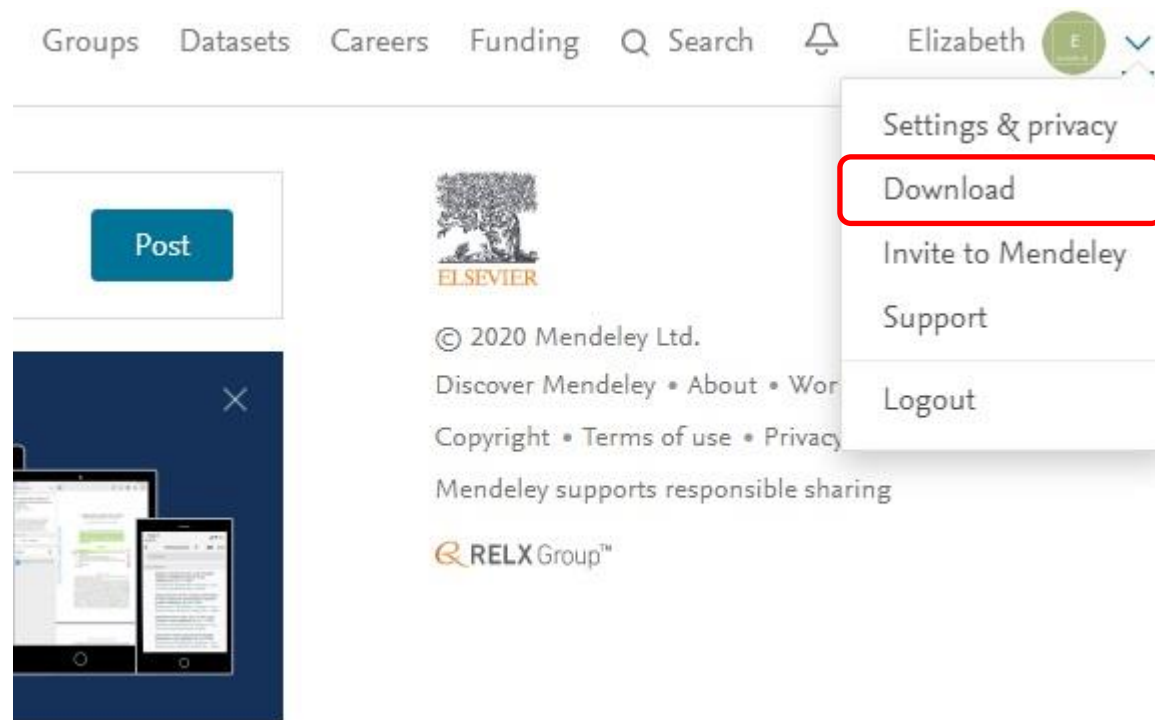 Groups Datasets Careers Funding Search Elizabeth E
Settings & privacy
Download
Invite to Mendeley
Support
Logout
Post
ELSEVIER
© 2020 Mendeley Ltd.
Discover Mendeley • About • Wor
Copyright • Terms of use • Privacy
Mendeley supports responsible sharing
RELX Group™